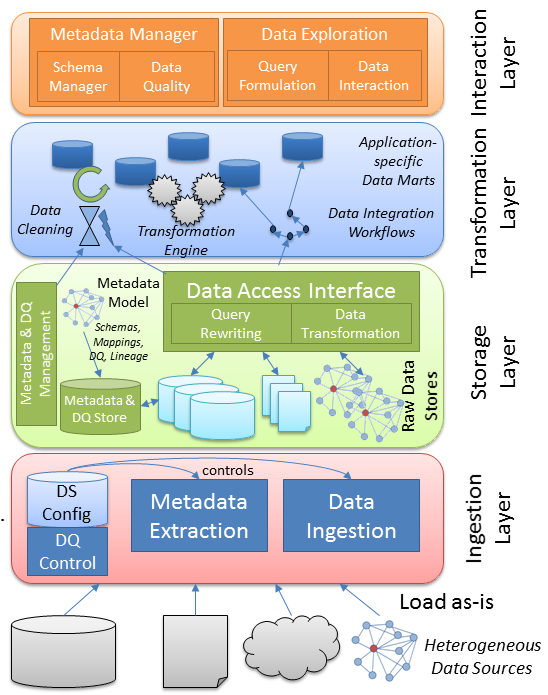 Metadata Manager
Schema
Manager
Data
Quality
Data Exploration
Query
Formulation
Data
Interaction
Interaction
Layer
Application-
specific
Data Marts
Data
Cleaning
Transformation
Engine
Data Integration
Workflows
Transformation
Layer
Metadata & DQ
Management
Metadata
Model
Schemas,
Mappings,
DQ, Lineage
Data Access Interface
Query
Rewriting
Data
Transformation
Metadata &
DQ Store
Raw Data
Stores
Storage
Layer
controls
DS
Config
DQ
Control
Metadata
Extraction
Data
Ingestion
Ingestion
Layer
Load as-is
Heterogeneous
Data Sources